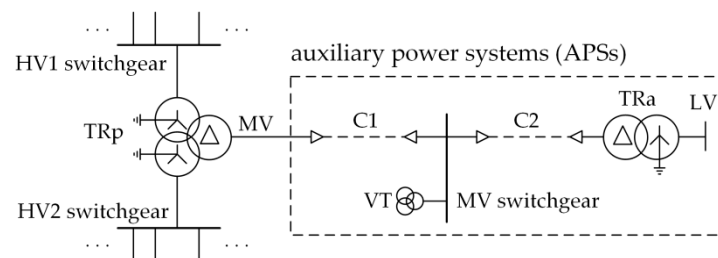 . . .
. . .
HV1 switchgear
auxiliary power systems (APSs)
TRp
MV
C1
C2
TRa
LV
VT
MV switchgear
HV2 switchgear
. . .
. . .